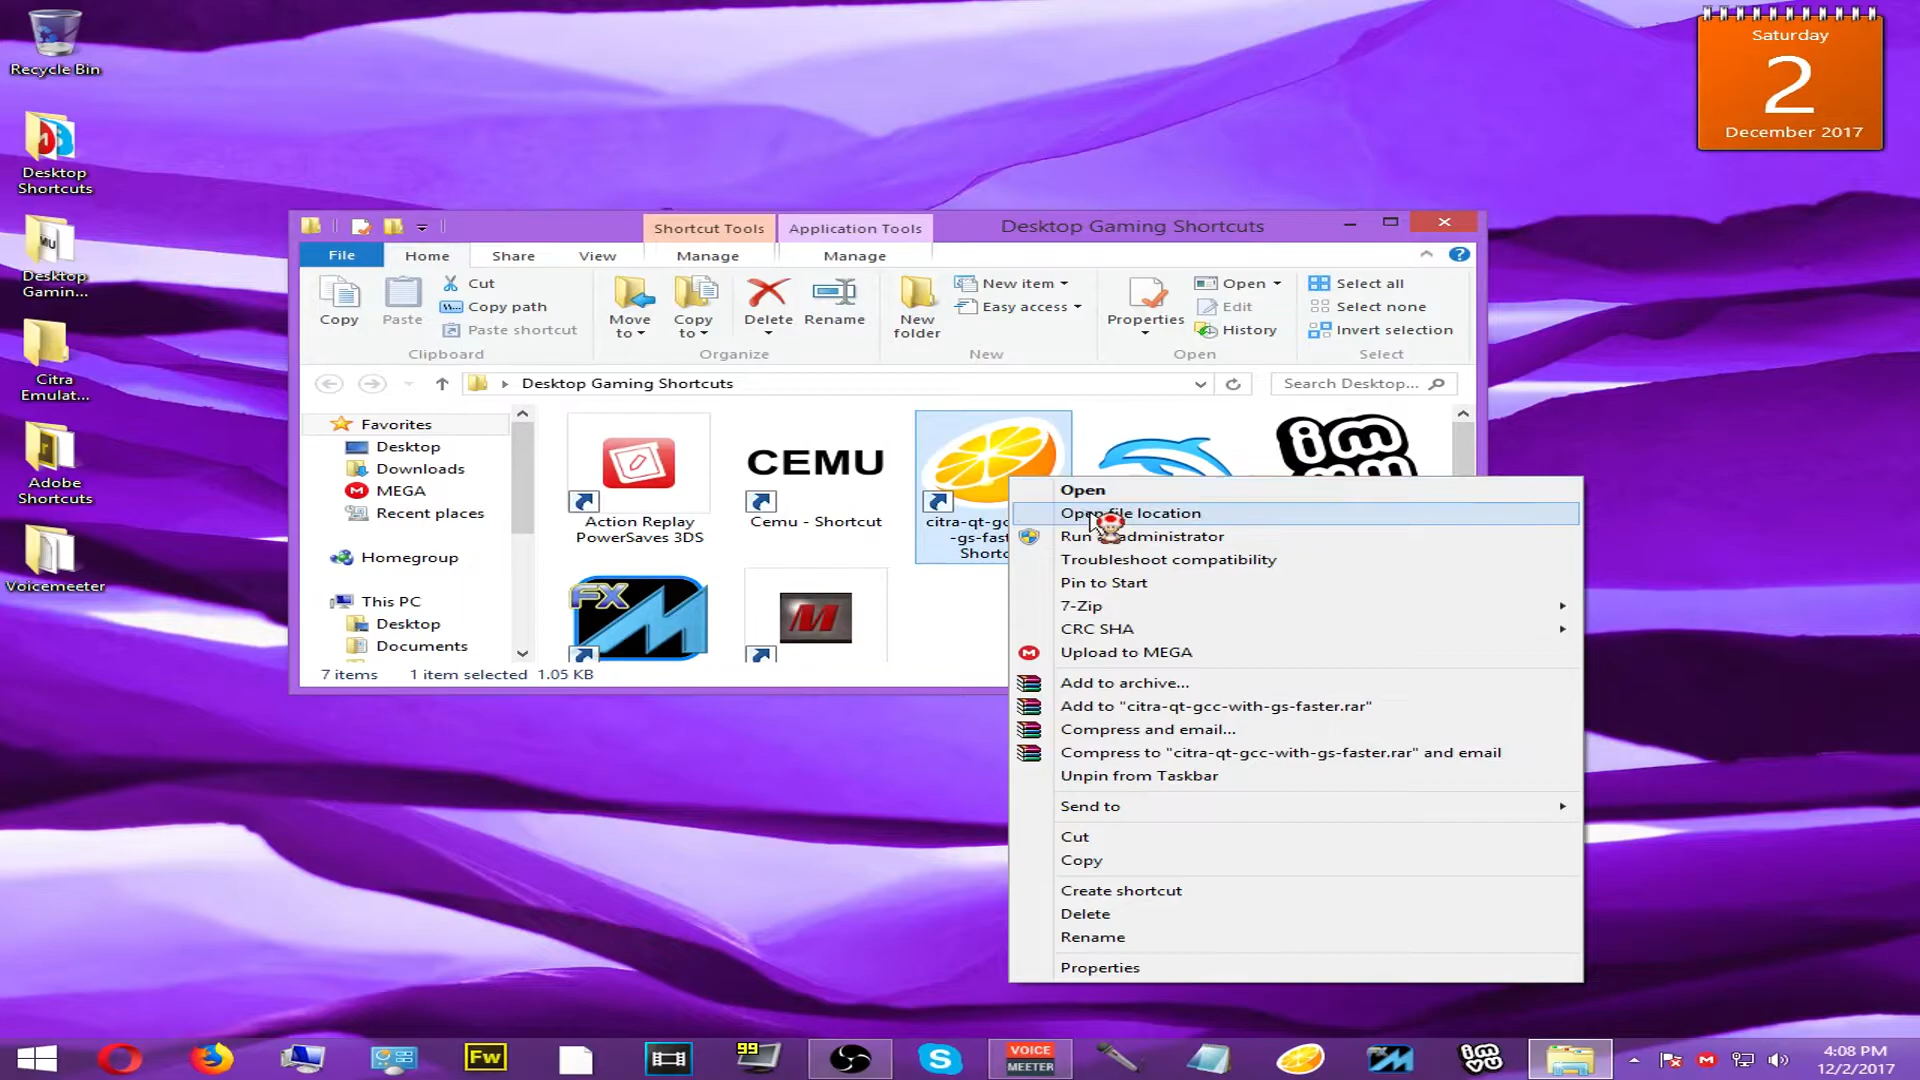 Recycle Bin
Desktop
Shortcuts
MU
Desktop
Gamin...
Citra
Emulat...
Adobe
Shortcuts
Voicemeeter
Saturday
2
December 2017
Shortcut Tools
Application Tools
Desktop Gaming Shortcuts
File
Home
Share
View
Manage
Manage
Copy
Paste
Cut
Copy path
Paste shortcut
Clipboard
Move
to
Copy
to
Delete
Rename
Organize
New
folder
New item
Easy access
New
Properties
Open
Edit
History
Open
Select all
Select none
Invert selection
Select
Desktop Gaming Shortcuts
Search Desktop...
Favorites
Desktop
Downloads
MEGA
Recent places
Homegroup
This PC
Desktop
Documents
Action Replay
PowerSaves 3DS
CEMU
Cemu - Shortcut
citra-qt-gc
-gs-fast
Shortc
FX
M
7 items
1 item selected 1.05 KB
Open
Open file location
Run administrator
Troubleshoot compatibility
Pin to Start
7-Zip
CRC SHA
Upload to MEGA
Add to archive...
Add to "citra-qt-gcc-with-gs-faster.rar"
Compress and email...
Compress to "citra-qt-gcc-with-gs-faster.rar" and email
Unpin from Taskbar
Send to
Cut
Copy
Create shortcut
Delete
Rename
Properties
Fw
99
VOICE
MEETER
imvu
4:08 PM
12/2/2017